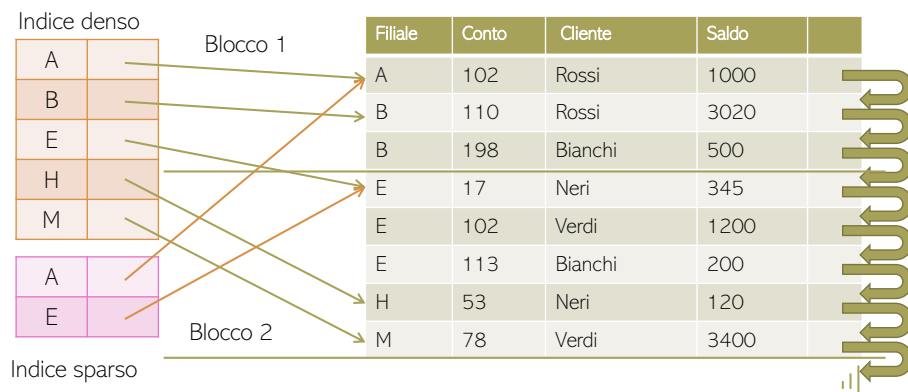 Indice denso
Blocco 1
A
B
E
H
M
A
E
Blocco 2
Indice sparso
Filiale Conto Cliente Saldo
A 102 Rossi 1000
B 110 Rossi 3020
B 198 Bianchi 500
E 17 Neri 345
E 102 Verdi 1200
E 113 Bianchi 200
H 53 Neri 120
M 78 Verdi 3400